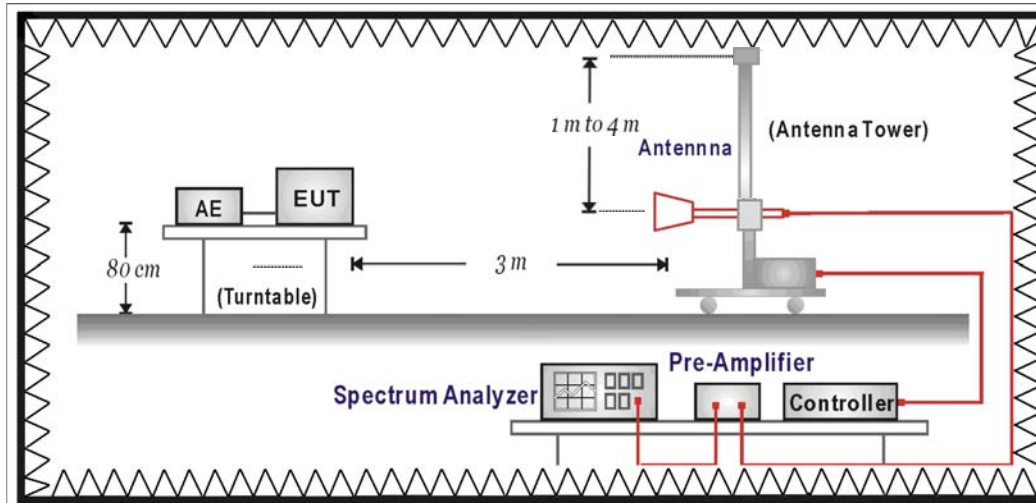 1 m to 4 m
(Antenna Tower)
Antennna
EUT
AE
80 cm
3 m
(Turntable)
Pre-Amplifier
Spectrum Analyzer
Controller